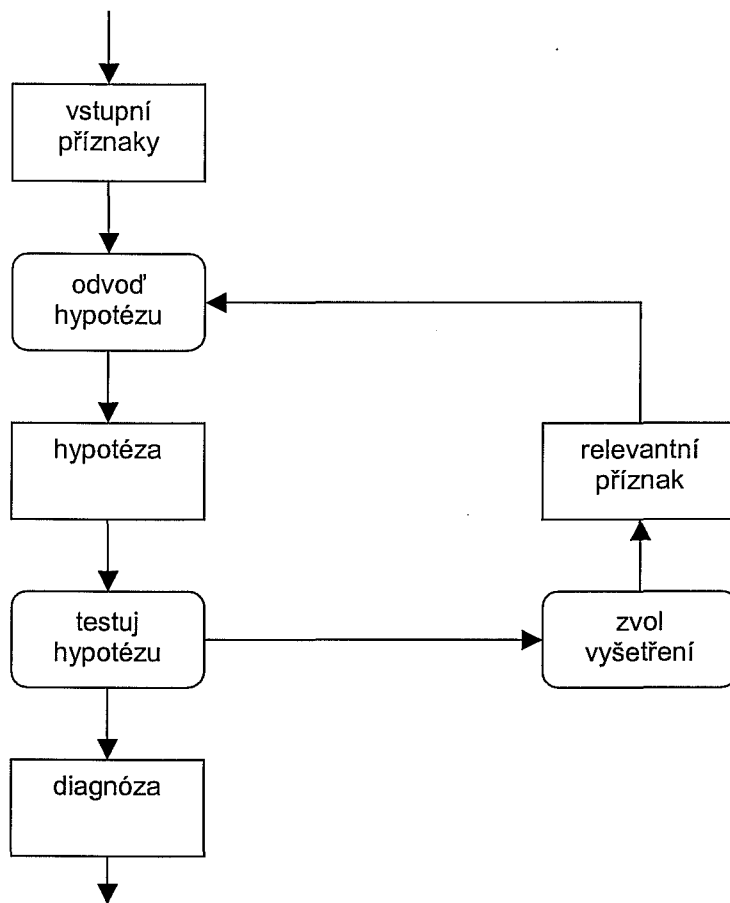 vstupní
příznaky
odvoď
hypotézu
hypotéza
relevantní
příznak
testuj
hypotézu
zvol
vyšetření
diagnóza